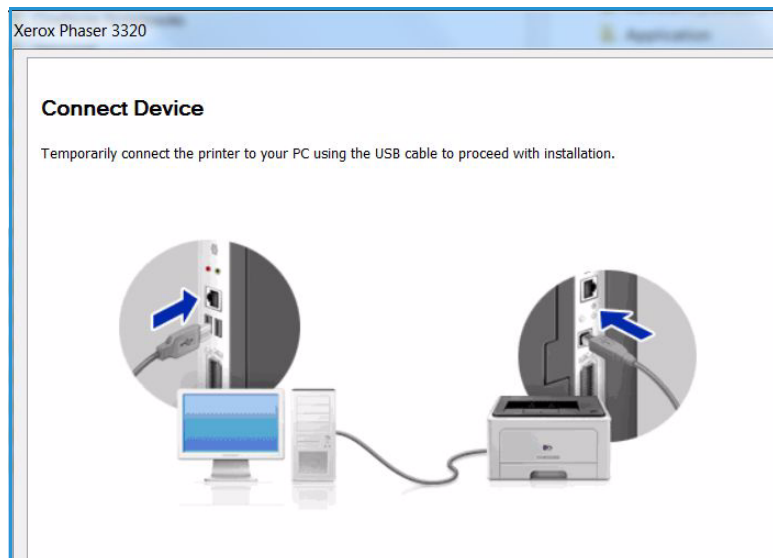 Xerox Phaser 3320
Application
Connect Device
Temporarily connect the printer to your PC using the USB cable to proceed with installation.